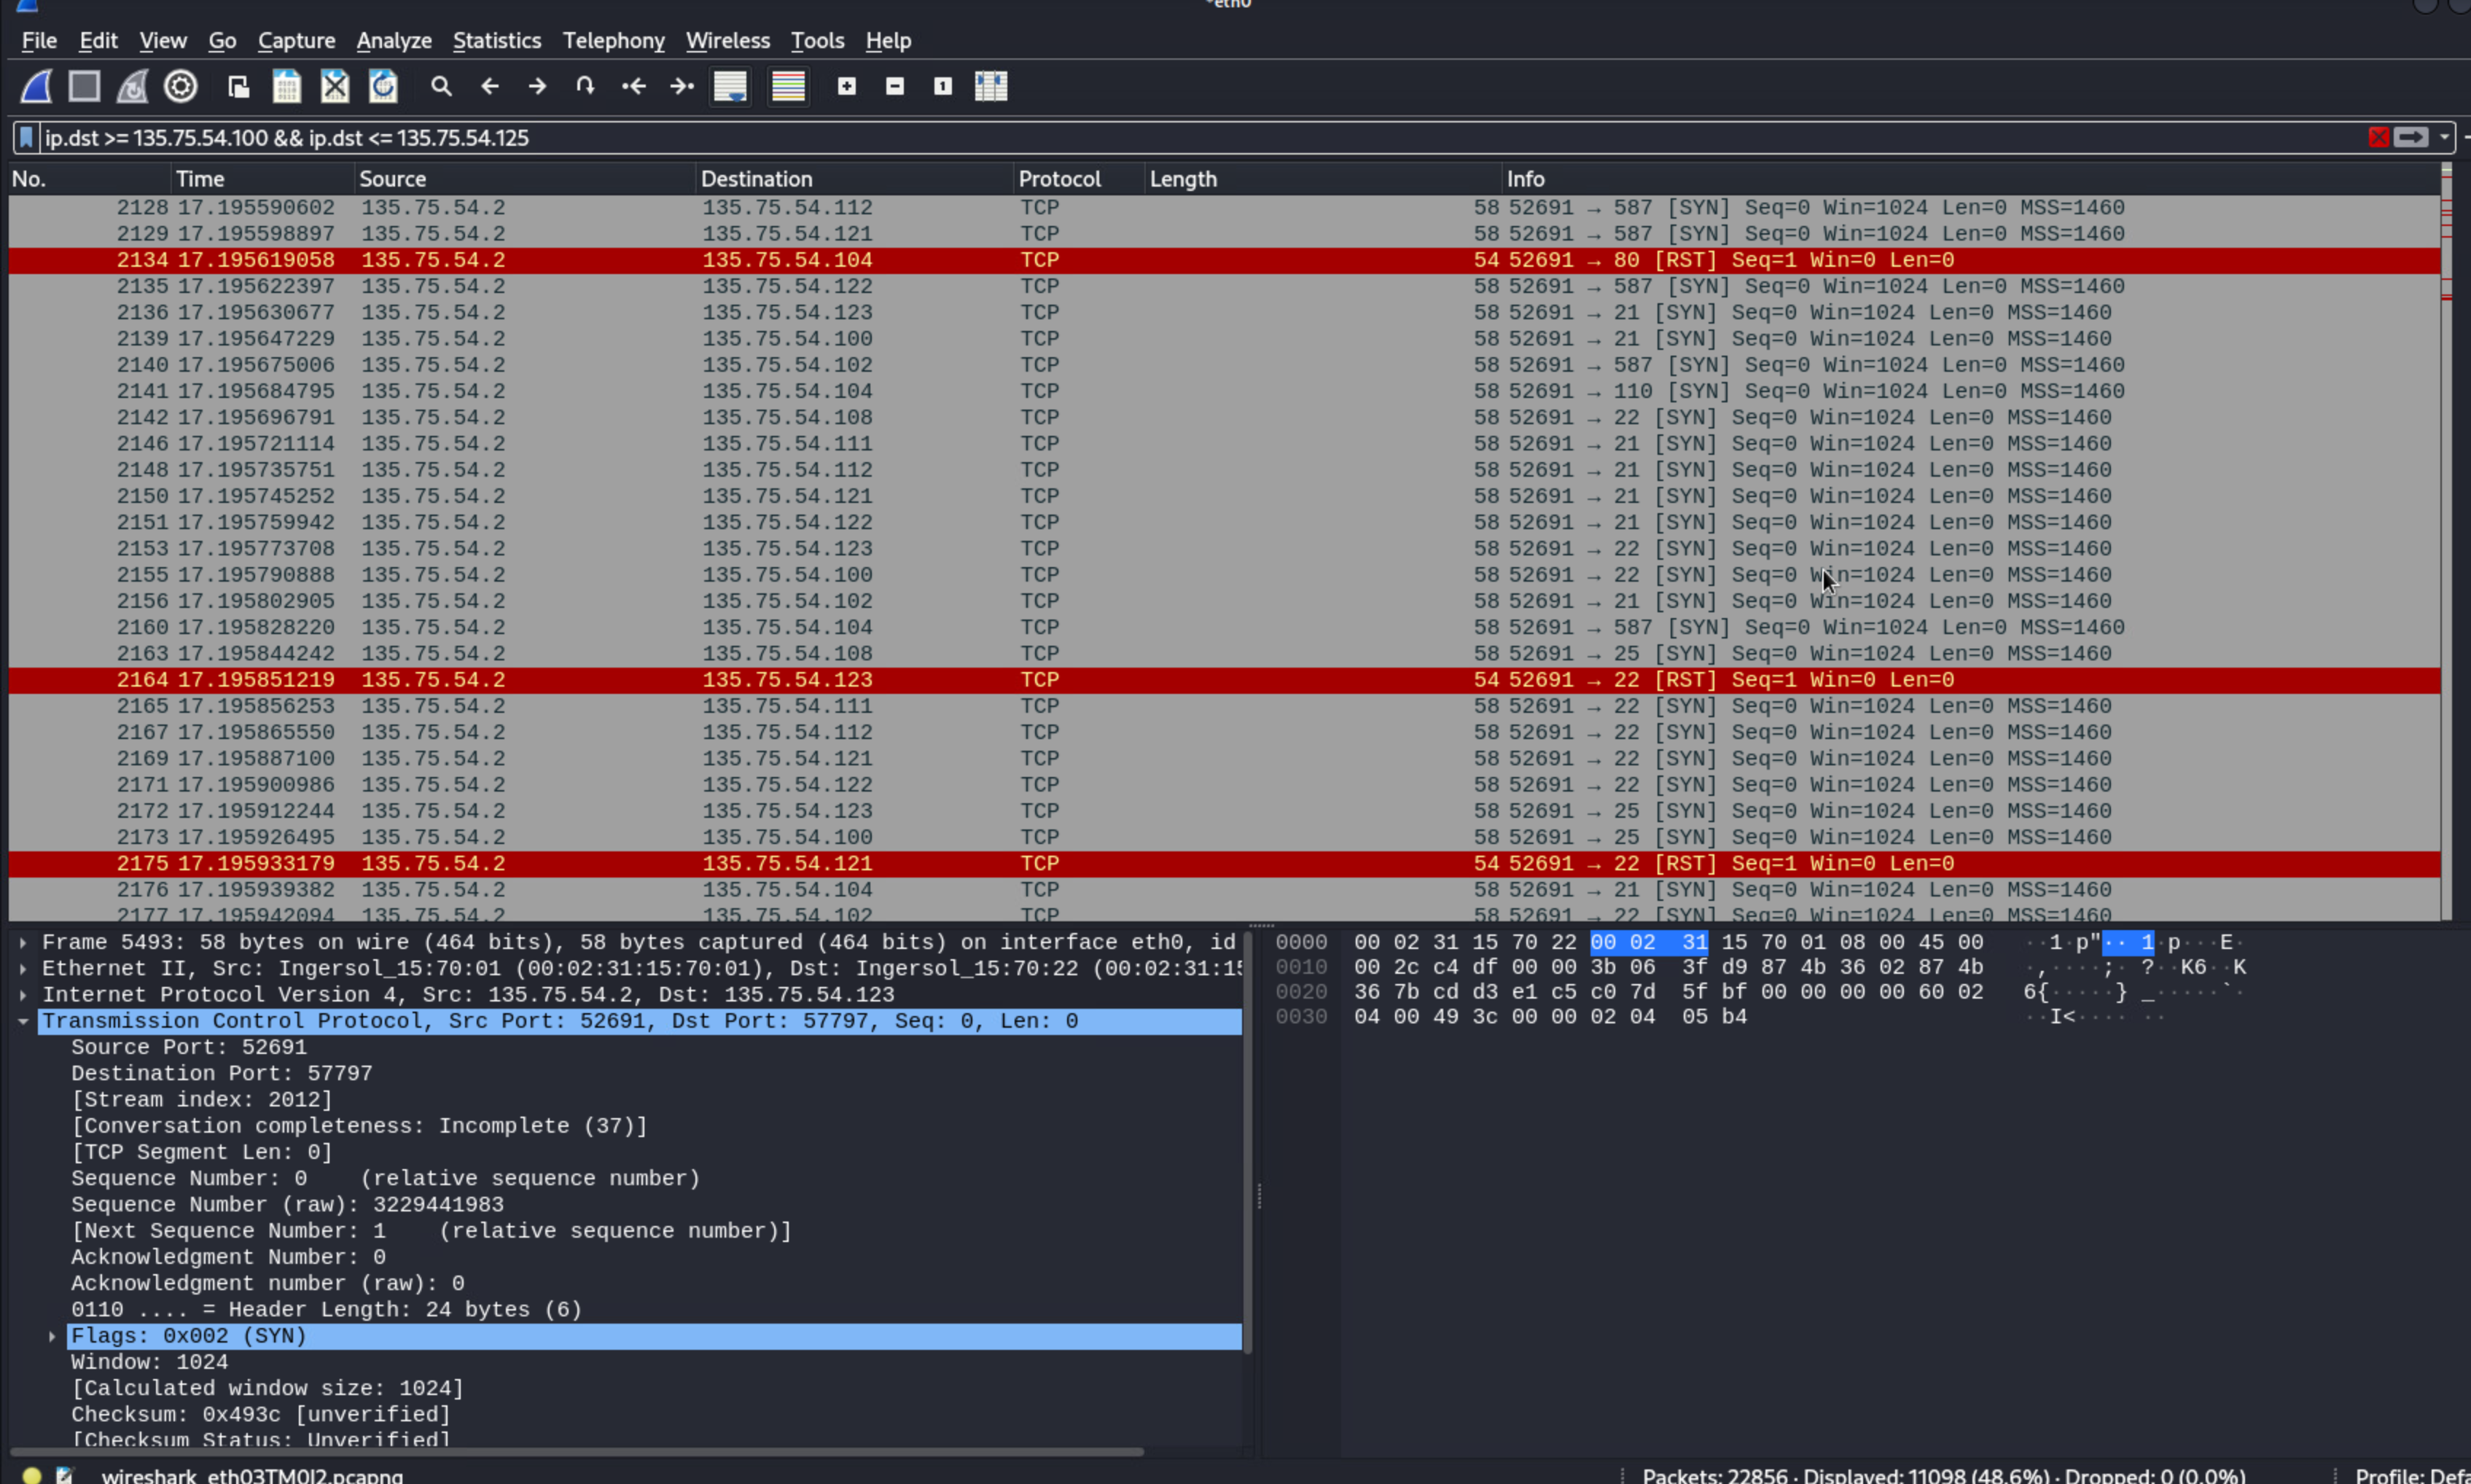 *eth0
File Edit View Go Capture Analyze Statistics Telephony Wireless Tools Help
ip.dst >= 135.75.54.100 && ip.dst <= 135.75.54.125
No. Time Source Destination Protocol Length Info
2128 17.195590602 135.75.54.2 135.75.54.112 TCP 58 52691 → 587 [SYN] Seq=0 Win=1024 Len=0 MSS=1460
2129 17.195598897 135.75.54.2 135.75.54.121 TCP 58 52691 → 587 [SYN] Seq=0 Win=1024 Len=0 MSS=1460
2134 17.195619058 135.75.54.2 135.75.54.104 TCP 54 52691 → 80 [RST] Seq=1 Win=0 Len=0
2135 17.195622397 135.75.54.2 135.75.54.122 TCP 58 52691 → 587 [SYN] Seq=0 Win=1024 Len=0 MSS=1460
2136 17.195630677 135.75.54.2 135.75.54.123 TCP 58 52691 → 21 [SYN] Seq=0 Win=1024 Len=0 MSS=1460
2139 17.195647229 135.75.54.2 135.75.54.100 TCP 58 52691 → 21 [SYN] Seq=0 Win=1024 Len=0 MSS=1460
2140 17.195675006 135.75.54.2 135.75.54.102 TCP 58 52691 → 587 [SYN] Seq=0 Win=1024 Len=0 MSS=1460
2141 17.195684795 135.75.54.2 135.75.54.104 TCP 58 52691 → 110 [SYN] Seq=0 Win=1024 Len=0 MSS=1460
2142 17.195696791 135.75.54.2 135.75.54.108 TCP 58 52691 → 22 [SYN] Seq=0 Win=1024 Len=0 MSS=1460
2146 17.195721114 135.75.54.2 135.75.54.111 TCP 58 52691 → 21 [SYN] Seq=0 Win=1024 Len=0 MSS=1460
2148 17.195735751 135.75.54.2 135.75.54.112 TCP 58 52691 → 21 [SYN] Seq=0 Win=1024 Len=0 MSS=1460
2150 17.195745252 135.75.54.2 135.75.54.121 TCP 58 52691 → 21 [SYN] Seq=0 Win=1024 Len=0 MSS=1460
2151 17.195759942 135.75.54.2 135.75.54.122 TCP 58 52691 → 21 [SYN] Seq=0 Win=1024 Len=0 MSS=1460
2153 17.195773708 135.75.54.2 135.75.54.123 TCP 58 52691 → 22 [SYN] Seq=0 Win=1024 Len=0 MSS=1460
2155 17.195790888 135.75.54.2 135.75.54.100 TCP 58 52691 → 22 [SYN] Seq=0 Win=1024 Len=0 MSS=1460
2156 17.195802905 135.75.54.2 135.75.54.102 TCP 58 52691 → 21 [SYN] Seq=0 Win=1024 Len=0 MSS=1460
2160 17.195828220 135.75.54.2 135.75.54.104 TCP 58 52691 → 587 [SYN] Seq=0 Win=1024 Len=0 MSS=1460
2163 17.195844242 135.75.54.2 135.75.54.108 TCP 58 52691 → 25 [SYN] Seq=0 Win=1024 Len=0 MSS=1460
2164 17.195851219 135.75.54.2 135.75.54.123 TCP 54 52691 → 22 [RST] Seq=1 Win=0 Len=0
2165 17.195856253 135.75.54.2 135.75.54.111 TCP 58 52691 → 22 [SYN] Seq=0 Win=1024 Len=0 MSS=1460
2167 17.195865550 135.75.54.2 135.75.54.112 TCP 58 52691 → 22 [SYN] Seq=0 Win=1024 Len=0 MSS=1460
2169 17.195887100 135.75.54.2 135.75.54.121 TCP 58 52691 → 22 [SYN] Seq=0 Win=1024 Len=0 MSS=1460
2171 17.195900986 135.75.54.2 135.75.54.122 TCP 58 52691 → 22 [SYN] Seq=0 Win=1024 Len=0 MSS=1460
2172 17.195912244 135.75.54.2 135.75.54.123 TCP 58 52691 → 25 [SYN] Seq=0 Win=1024 Len=0 MSS=1460
2173 17.195926495 135.75.54.2 135.75.54.100 TCP 58 52691 → 25 [SYN] Seq=0 Win=1024 Len=0 MSS=1460
2175 17.195933179 135.75.54.2 135.75.54.121 TCP 54 52691 → 22 [RST] Seq=1 Win=0 Len=0
2176 17.195939382 135.75.54.2 135.75.54.104 TCP 58 52691 → 21 [SYN] Seq=0 Win=1024 Len=0 MSS=1460
2177 17.195942094 135.75.54.2 135.75.54.102 TCP 58 52691 → 22 [SYN] Seq=0 Win=1024 Len=0 MSS=1460
Frame 5493: 58 bytes on wire (464 bits), 58 bytes captured (464 bits) on interface eth0, id
Ethernet II, Src: Ingersol_15:70:01 (00:02:31:15:70:01), Dst: Ingersol_15:70:22 (00:02:31:15
Internet Protocol Version 4, Src: 135.75.54.2, Dst: 135.75.54.123
Transmission Control Protocol, Src Port: 52691, Dst Port: 57797, Seq: 0, Len: 0
Source Port: 52691
Destination Port: 57797
[Stream index: 2012]
[Conversation completeness: Incomplete (37)]
[TCP Segment Len: 0]
Sequence Number: 0 (relative sequence number)
Sequence Number (raw): 3229441983
[Next Sequence Number: 1 (relative sequence number)]
Acknowledgment Number: 0
Acknowledgment number (raw): 0
0110 .... = Header Length: 24 bytes (6)
Flags: 0x002 (SYN)
Window: 1024
[Calculated window size: 1024]
Checksum: 0x493c [unverified]
[Checksum Status: Unverified]
0000 00 02 31 15 70 22 00 02 31 15 70 01 08 00 45 00 ··1·p"·· 1·p···E·
0010 00 2c c4 df 00 00 3b 06 3f d9 87 4b 36 02 87 4b ·,····;· ?··K6··K
0020 36 7b cd d3 e1 c5 c0 7d 5f bf 00 00 00 00 60 02 6{·····} _·····`·
0030 04 00 49 3c 00 00 02 04 05 b4 ··I<···· ··
wireshark_eth03TM0I2.pcapng
Packets: 22856 · Displayed: 11098 (48.6%) · Dropped: 0 (0.0%)
Profile: Defa